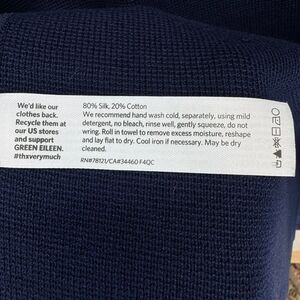 We'd like our
clothes back.
Recycle them at
our US stores
and support
GREEN EILEEN.
#thxverymuch
80% Silk, 20% Cotton
We recommend hand wash cold, separately, using mild
detergent, no bleach, rinse well, gently squeeze, do not
wring. Roll in towel to remove excess moisture, reshape
and lay flat to dry. Cool iron if necessary. May be dry
cleaned.
RN#78121/CA#34460 F4QC